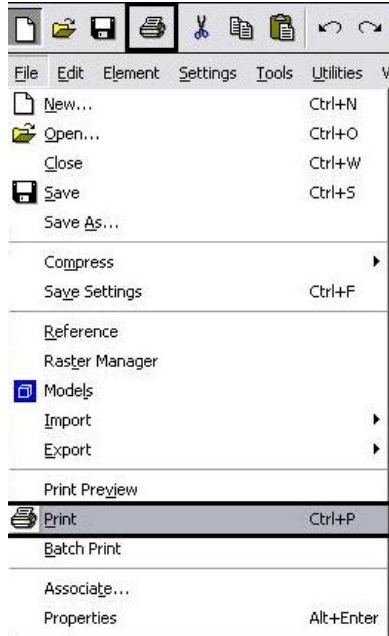 File Edit Element Settings Tools Utilities
New... Ctrl+N
Open... Ctrl+O
Close Ctrl+W
Save Ctrl+S
Save As...
Compress
Save Settings Ctrl+F
Reference
Raster Manager
Models
Import
Export
Print Preview
Print Ctrl+P
Batch Print
Associate...
Properties Alt+Enter